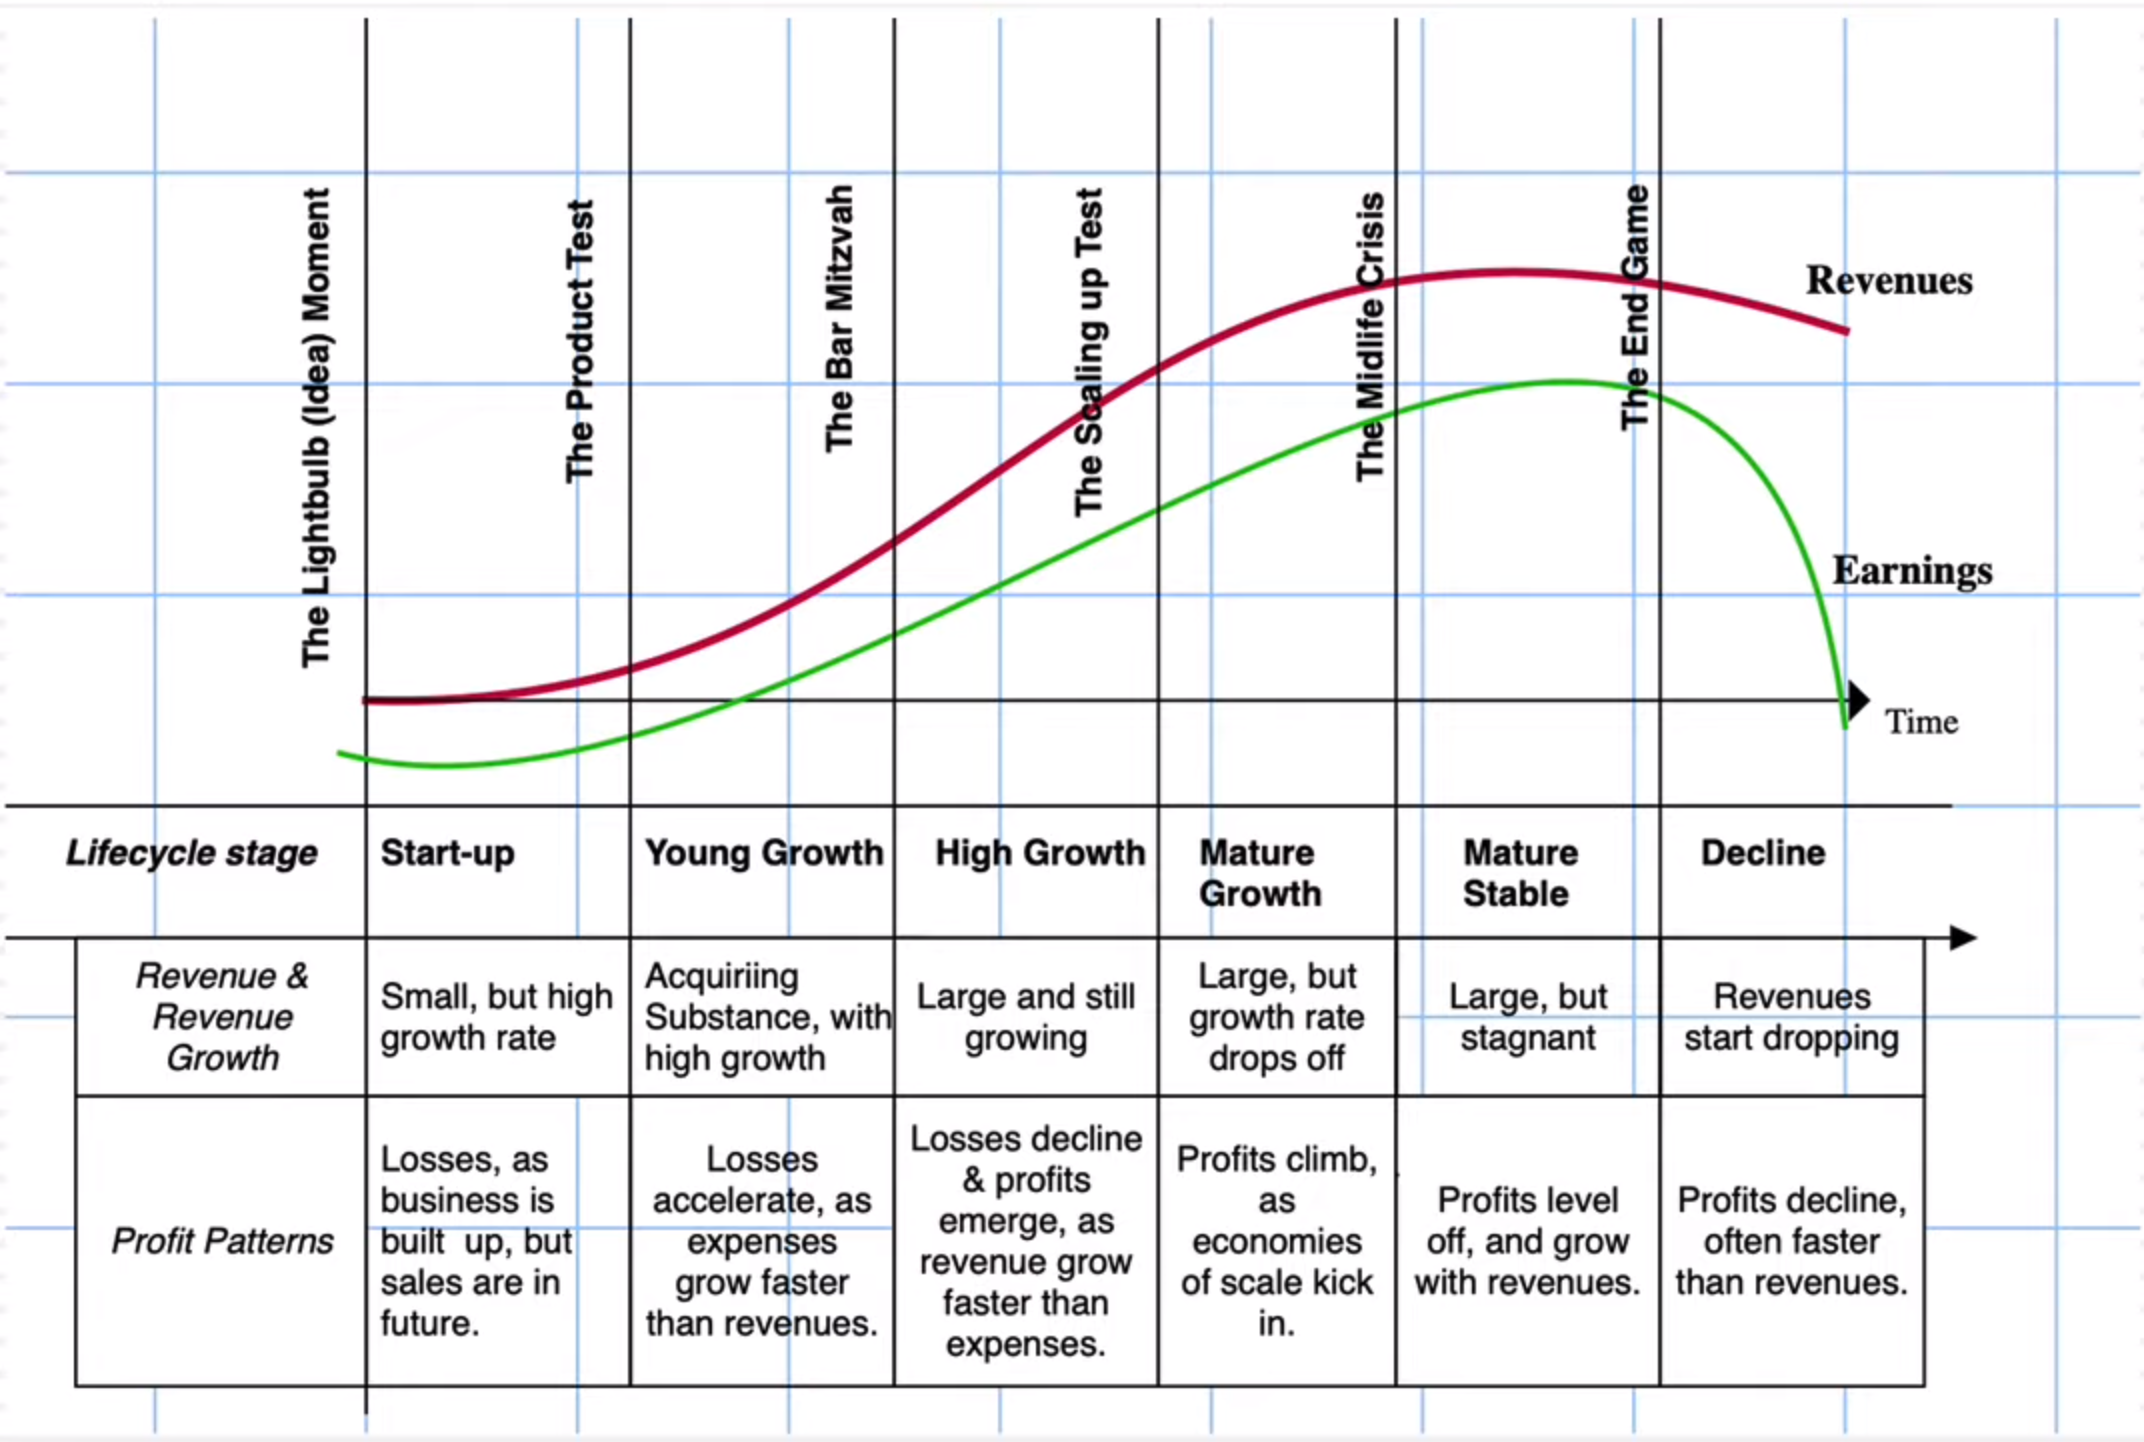 The Lightbulb (Idea) Moment
The Product Test
The Bar Mitzvah
The Scaling up Test
The Midlife Crisis
The End Game
Revenues
Earnings
Time
Lifecycle stage
Start-up
Young Growth
High Growth
Mature
Growth
Mature
Stable
Decline
Revenue &
Revenue
Growth
Small, but high
growth rate
Acquiriing
Substance, with
high growth
Large and still
growing
Large, but
growth rate
drops off
Large, but
stagnant
Revenues
start dropping
Profit Patterns
Losses, as
business is
built up, but
sales are in
future.
Losses
accelerate, as
expenses
grow faster
than revenues.
Losses decline
& profits
emerge, as
revenue grow
faster than
expenses.
Profits climb,
as
economies
of scale kick
in.
Profits level
off, and grow
with revenues.
Profits decline,
often faster
than revenues.